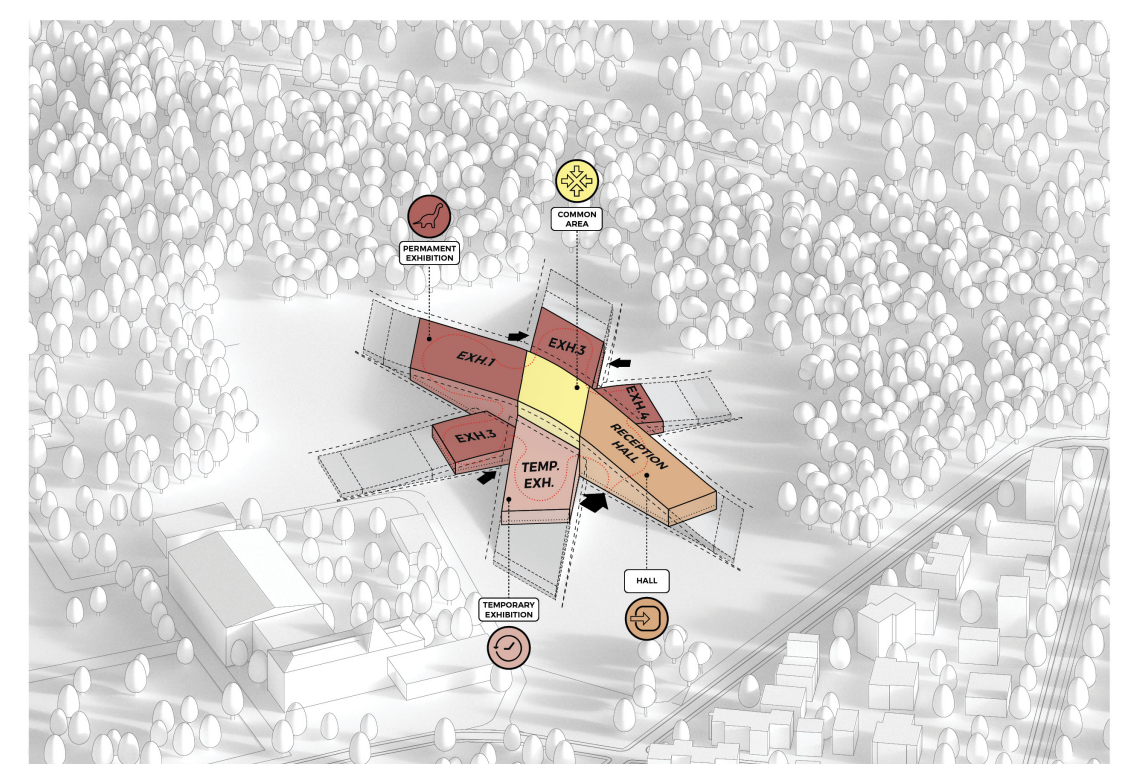 COMMON
AREA
PERMAMENT
EXHIBITION
EXH.1
EXH.3
EXH.4
EXH.3
RECEPTION
HALL
TEMP.
EXH.
HALL
TEMPORARY
EXHIBITION